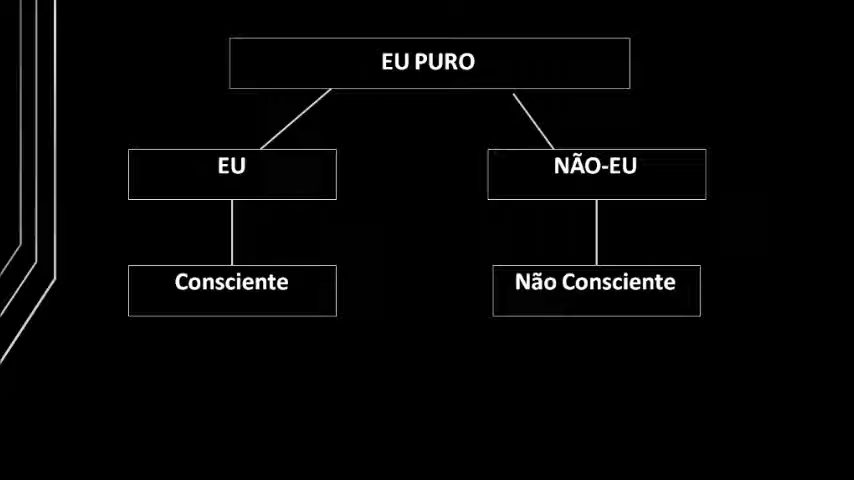 EU PURO
EU
NÃO-EU
Consciente
Não Consciente